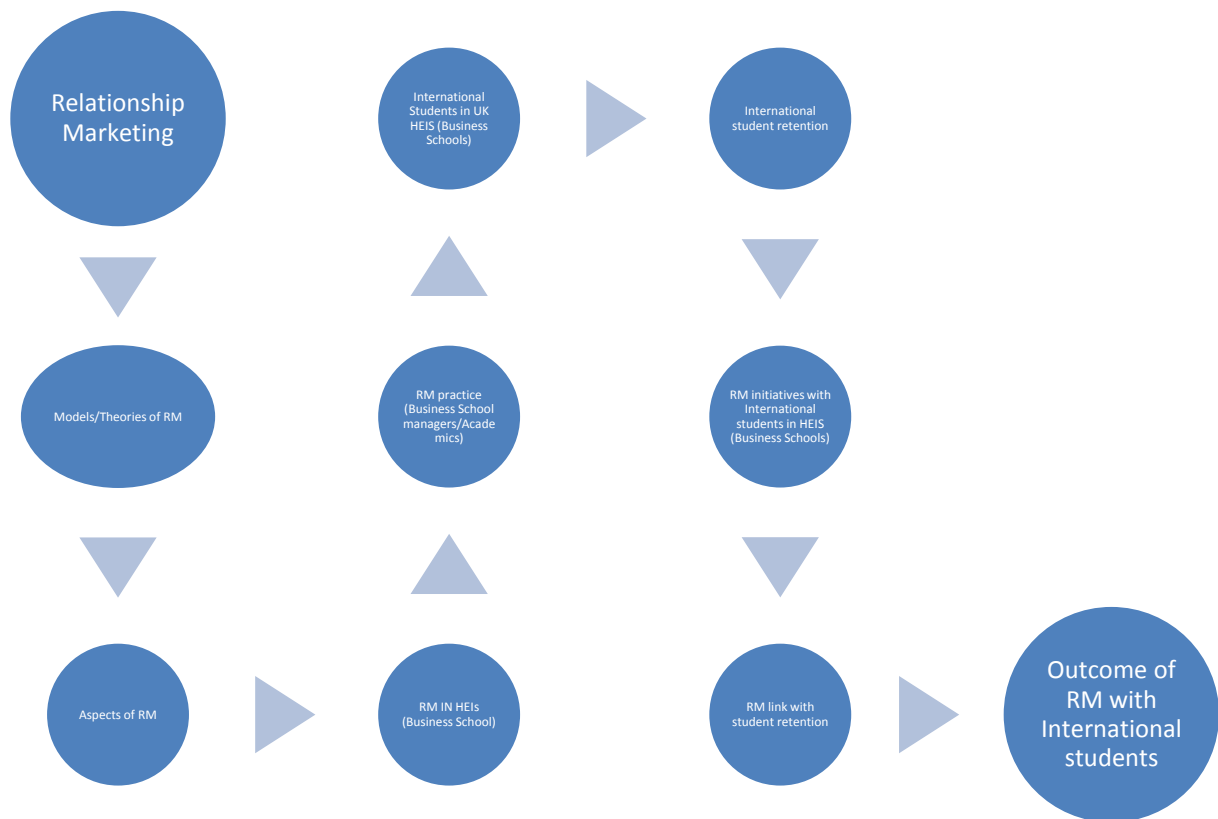 Relationship
Marketing
Models/Theories of RM
Aspects of RM
RM IN HEIs
(Business School)
RM practice
(Business School
managers/Acade
mics)
International
Students in UK
HEIS (Business
Schools)
International
student retention
RM initiatives with
International
students in HEIS
(Business Schools)
RM link with
student retention
Outcome of
RM with
International
students